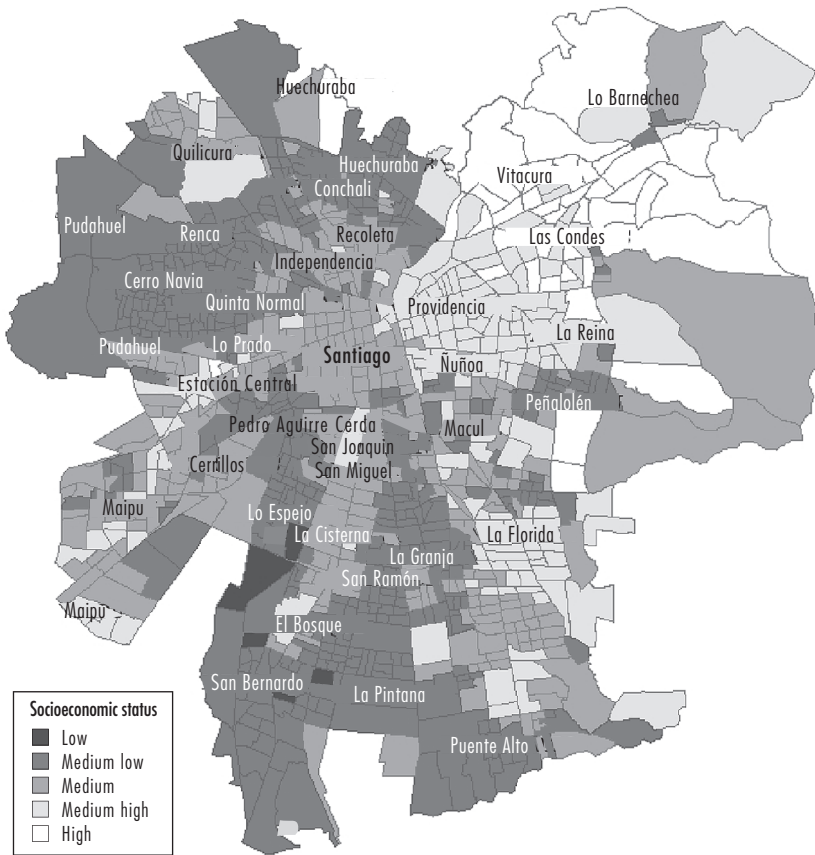 Huechuraba
Lo Barnechea
Quilicura
Huechuraba
Conchali
Vitacura
Pudahuel
Renca
Recoleta
Las Condes
Independencia
Cerro Navia
Quinta Normal
Providencia
La Reina
Pudahuel
Lo Prado
Santiago
Ñuñoa
Estación Central
Peñalolén
Pedro Aguirre Cerda
Macul
San Joaquin
Cerrillos
San Miguel
Maipu
Lo Espejo
La Cisterna
La Florida
La Granja
San Ramón
Maipu
El Bosque
San Bernardo
La Pintana
Puente Alto
Socioeconomic status
Low
Medium low
Medium
Medium high
High